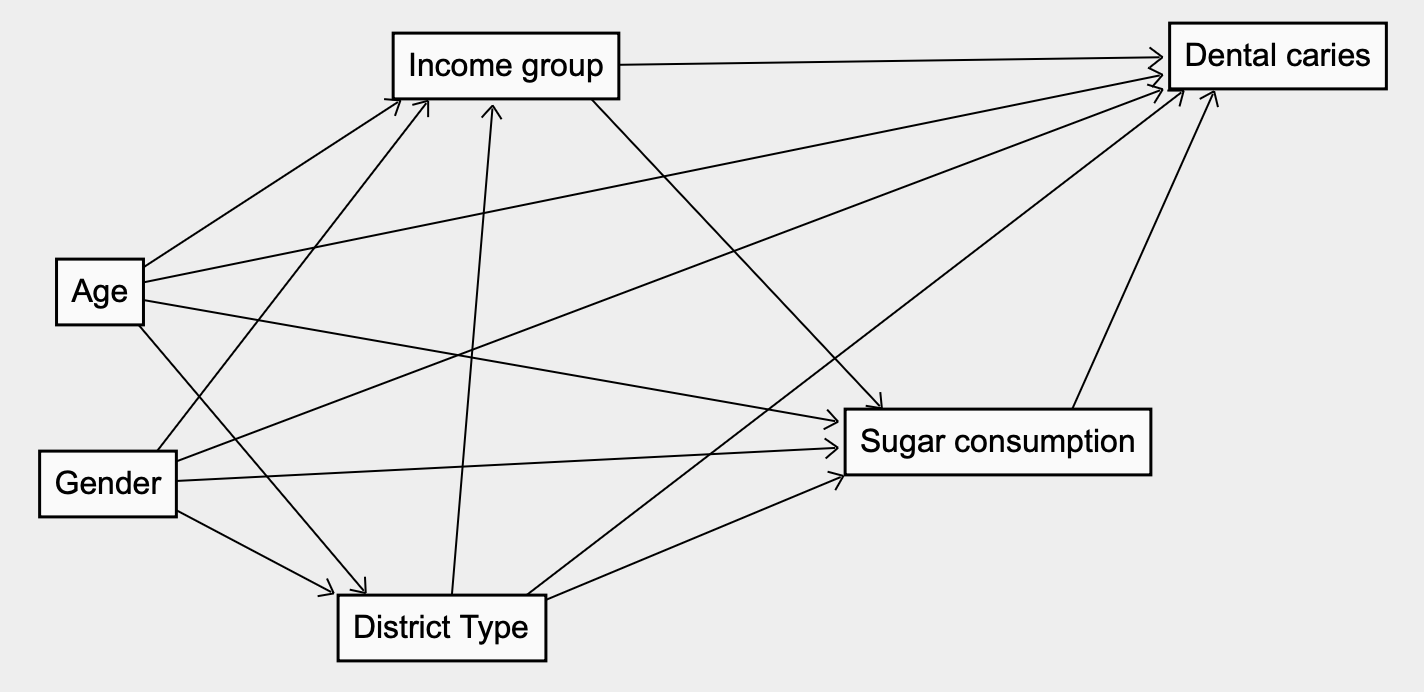 Income group
Dental caries
Age
Sugar consumption
Gender
District Type